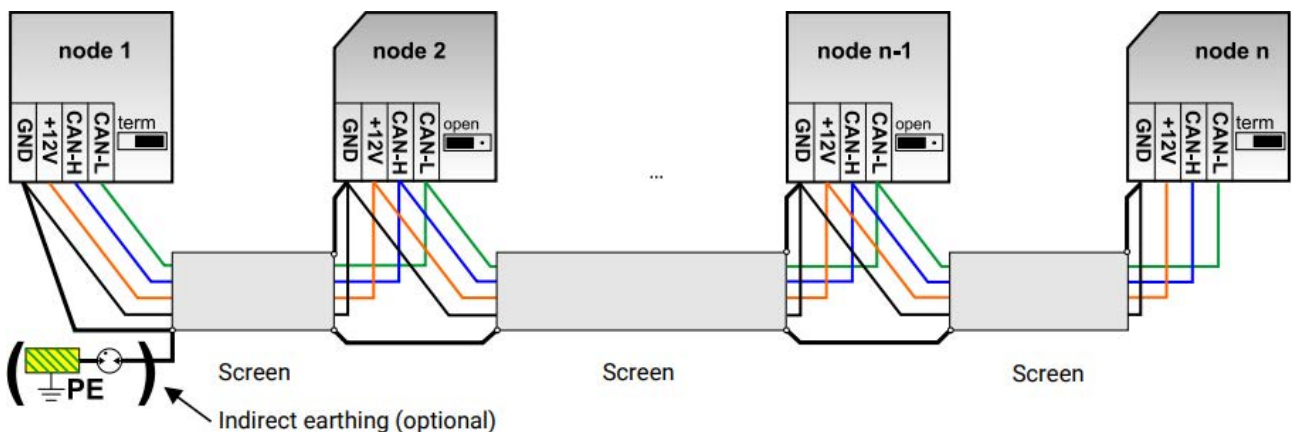 node 1
GND
+12V
CAN-H
CAN-L
term
node 2
GND
+12V
CAN-H
CAN-L
open
...
node n-1
GND
+12V
CAN-H
CAN-L
open
node n
GND
+12V
CAN-H
CAN-L
term
( PE )
Screen
Screen
Screen
Indirect earthing (optional)